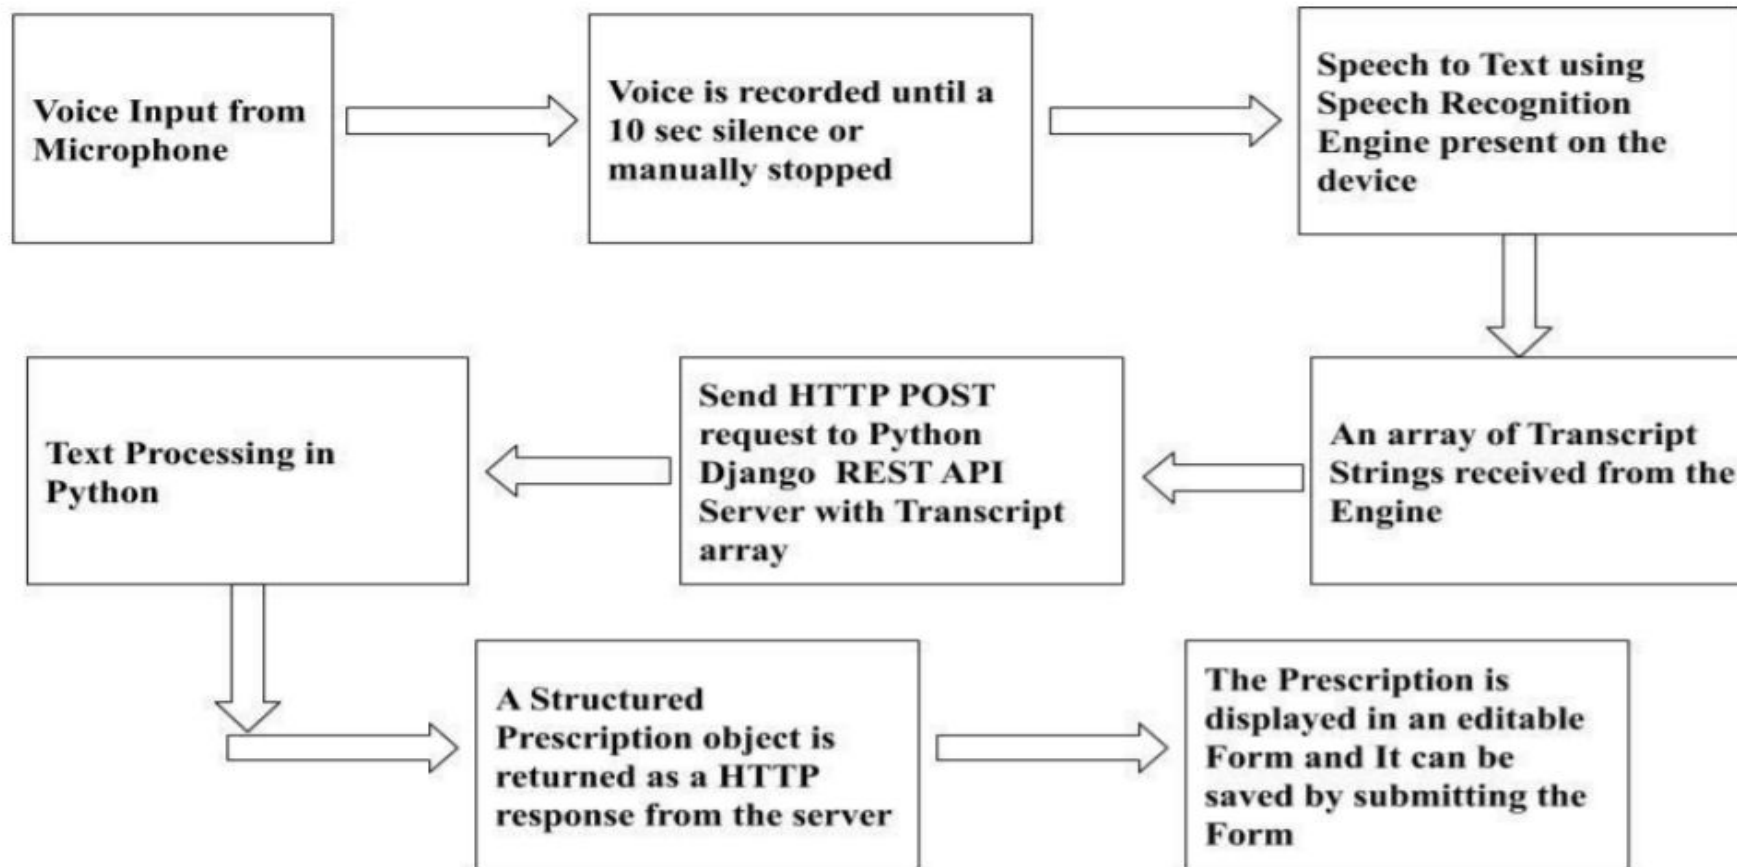 Voice Input from
Microphone
Voice is recorded until a
10 sec silence or
manually stopped
Speech to Text using
Speech Recognition
Engine present on the
device
An array of Transcript
Strings received from the
Engine
Send HTTP POST
request to Python
Django REST API
Server with Transcript
array
Text Processing in
Python
A Structured
Prescription object is
returned as a HTTP
response from the server
The Prescription is
displayed in an editable
Form and It can be
saved by submitting the
Form